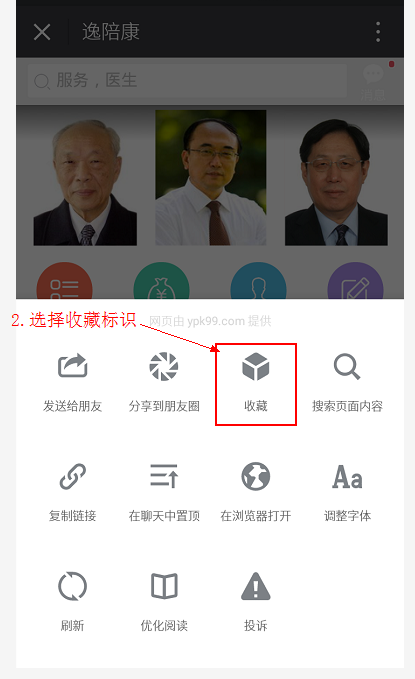 逸陪康
服务，医生
消息
网页由 ypk99.com 提供
2.选择收藏标识
发送给朋友
分享到朋友圈
收藏
搜索页面内容
复制链接
在聊天中置顶
在浏览器打开
Aa
调整字体
刷新
优化阅读
投诉